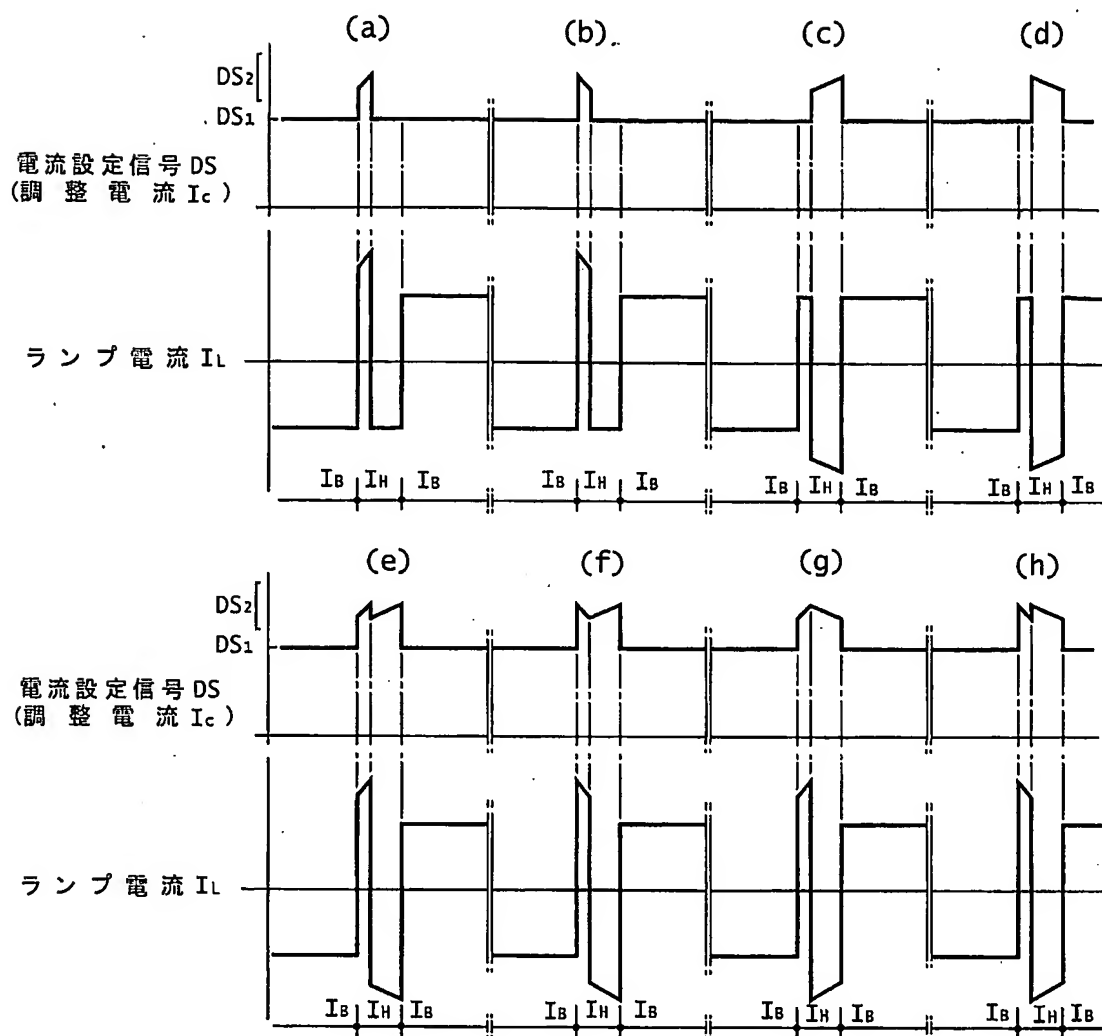 (a) (b) (c) (d)
DS2
DS1
電流設定信号 DS
(調 整 電 流 Ic)
ランプ電流 IL
IB IH IB IB IH IB IB IH IB IB IH IB
(e) (f) (g) (h)
DS2
DS1
電流設定信号 DS
(調 整 電 流 Ic)
ランプ電流 IL
IB IH IB IB IH IB IB IH IB IB IH IB